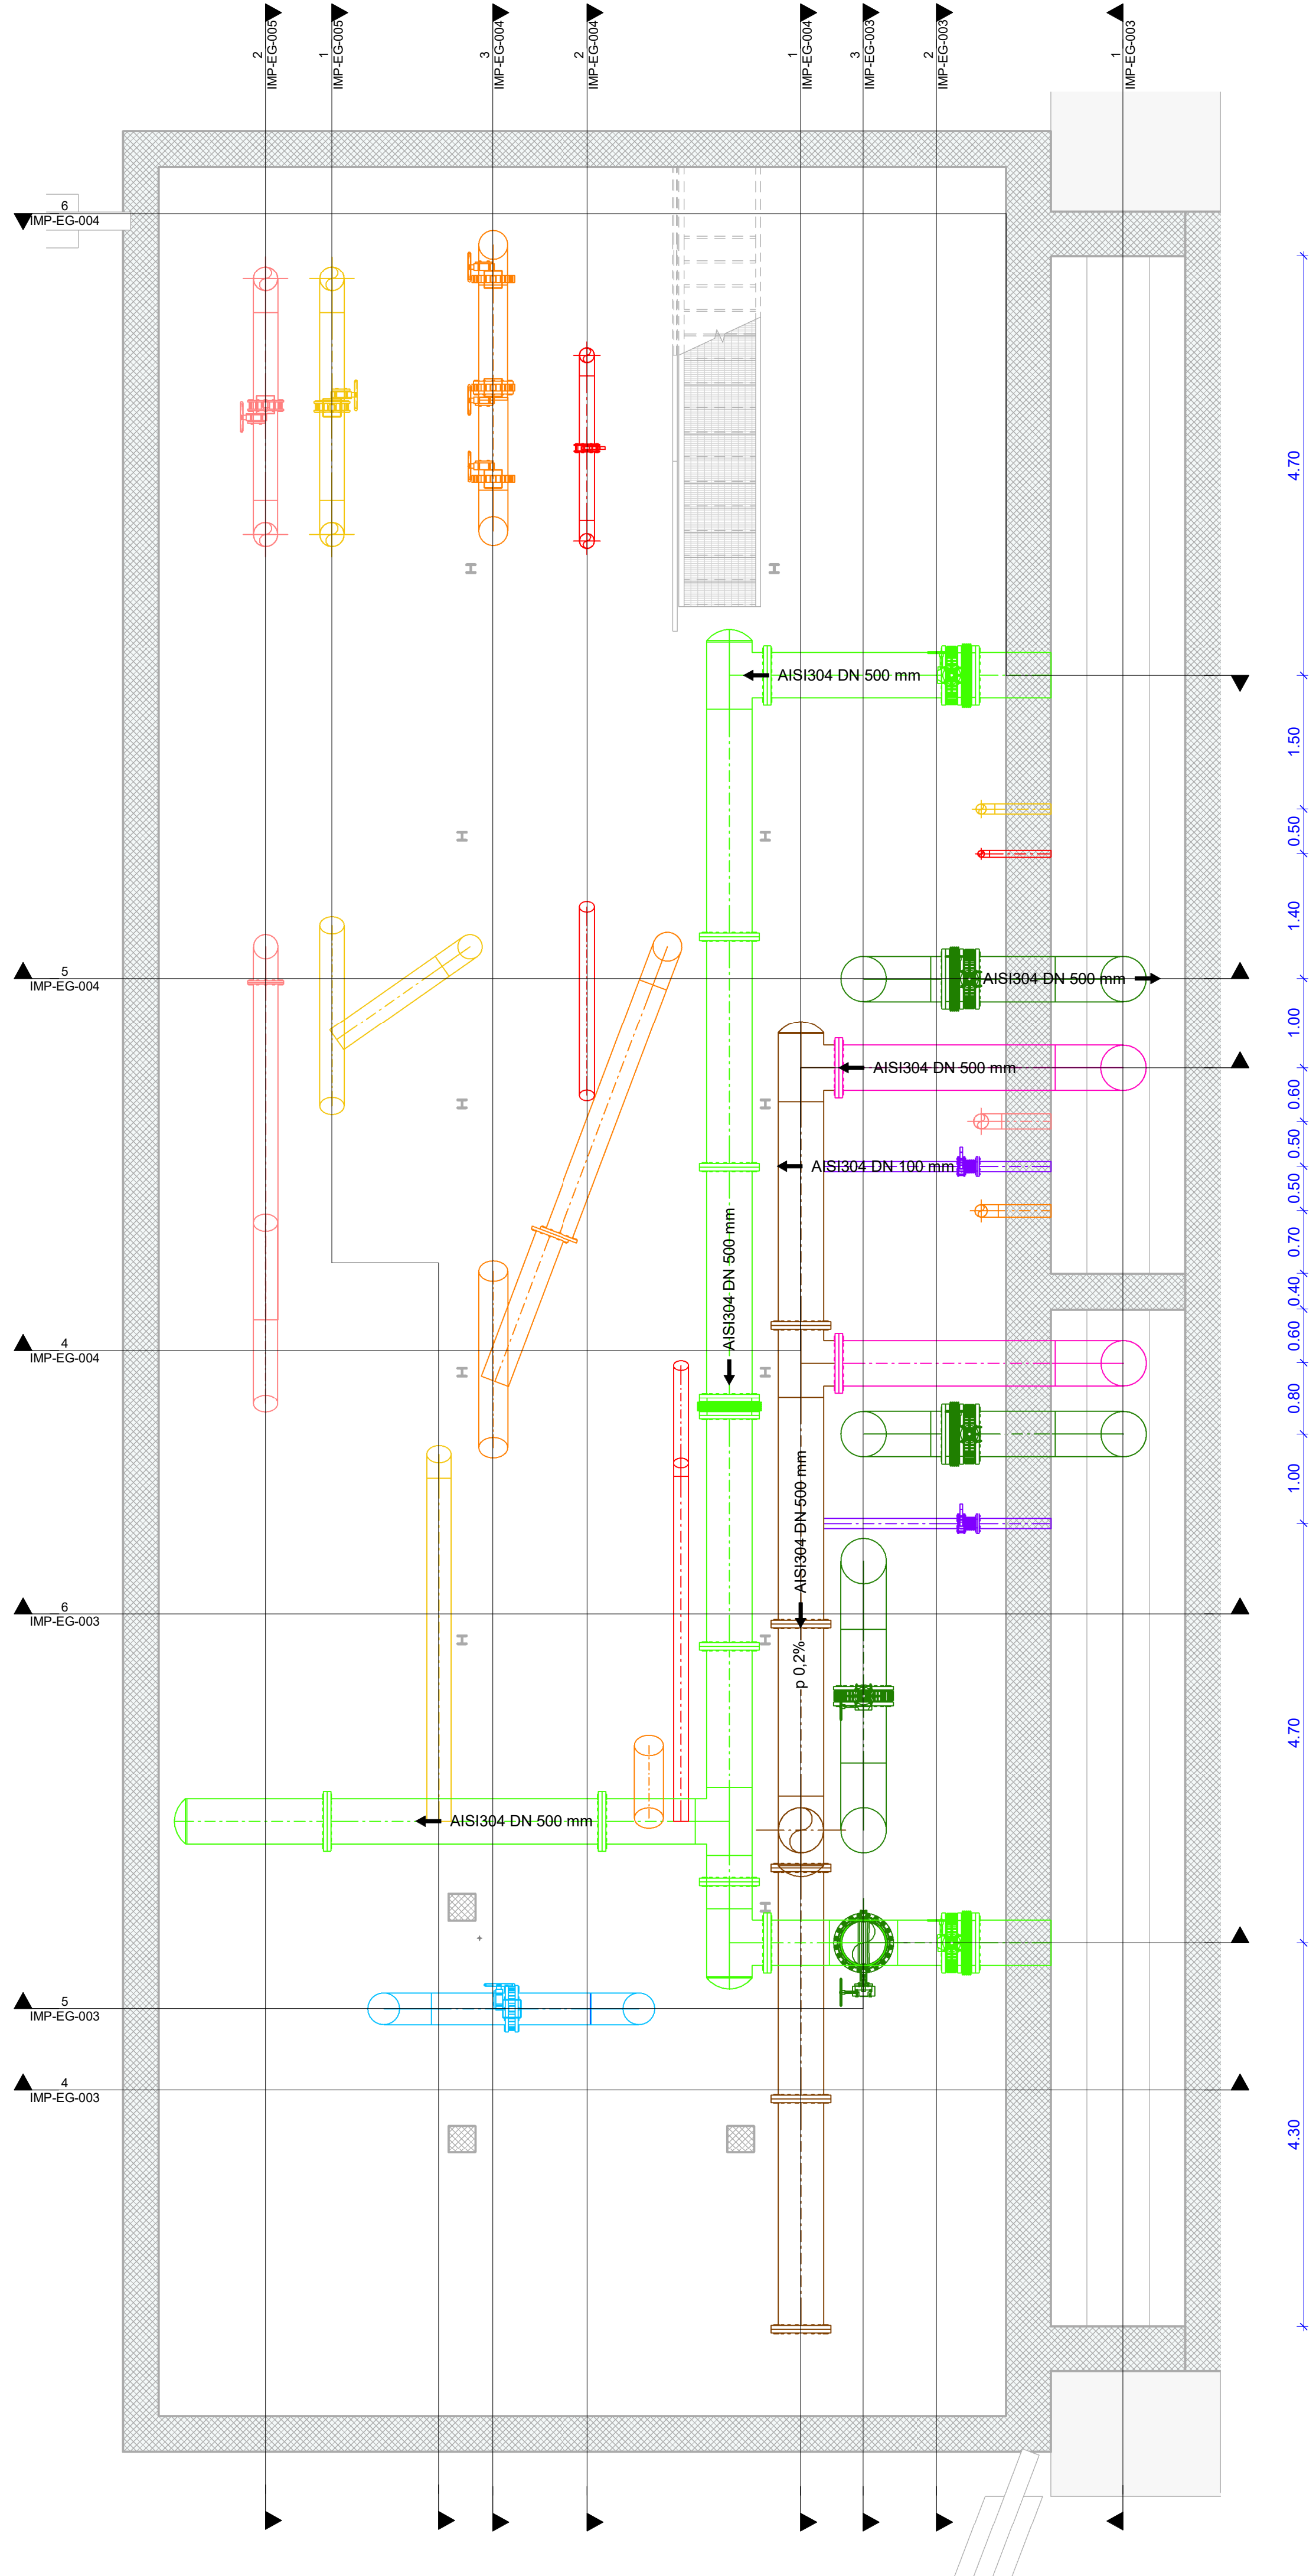 2
IMP-EG-005
1
IMP-EG-005
3
IMP-EG-004
2
IMP-EG-004
1
IMP-EG-004
3
IMP-EG-003
2
IMP-EG-003
1
IMP-EG-003
6
IMP-EG-004
4.70
AISI304 DN 500 mm
1.50
0.50
1.40
5
IMP-EG-004
AISI304 DN 500 mm
1.00
AISI304 DN 500 mm
0.60
0.50
AISI304 DN 100 mm
0.50
0.70
AISI304 DN 500 mm
0.40
0.60
4
IMP-EG-004
0.80
1.00
AISI304 DN 500 mm
6
IMP-EG-003
p 0,2%
4.70
AISI304 DN 500 mm
5
IMP-EG-003
4
IMP-EG-003
4.30